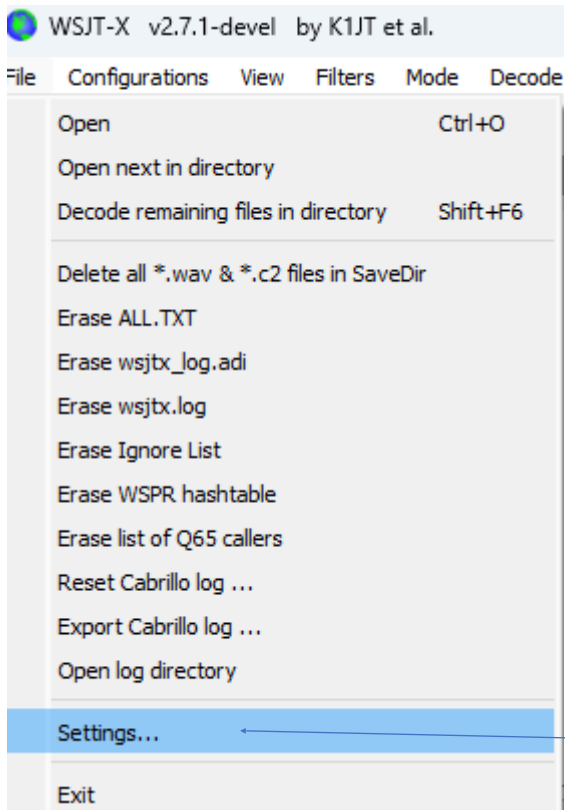 WSJT-X v2.7.1-devel by K1JT et al.
File Configurations View Filters Mode Decode
Open Ctrl+O
Open next in directory
Decode remaining files in directory Shift+F6
Delete all *.wav & *.c2 files in SaveDir
Erase ALL.TXT
Erase wsjtx_log.adi
Erase wsjtx.log
Erase Ignore List
Erase WSPR hashtable
Erase list of Q65 callers
Reset Cabrillo log ...
Export Cabrillo log ...
Open log directory
Settings...
Exit